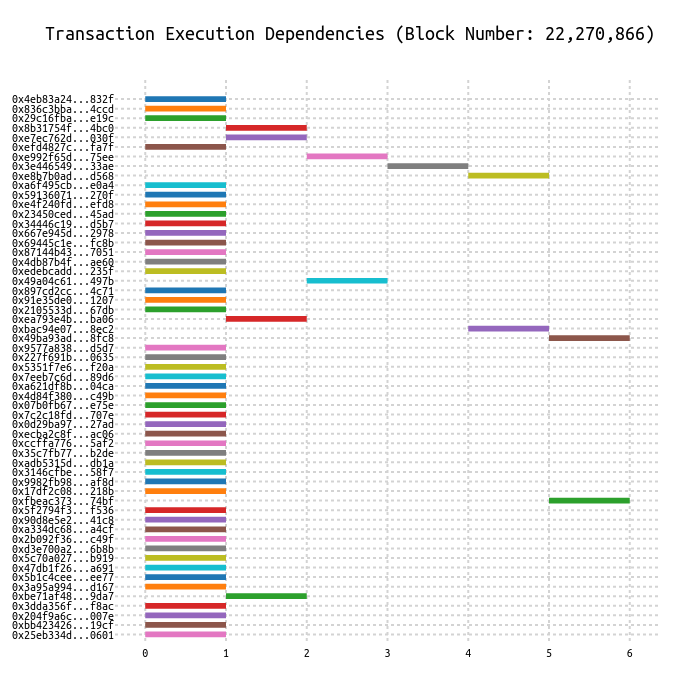 Transaction Execution Dependencies (Block Number: 22,270,866)
0x4eb83a24...832f
0x836c3bba...4ccd
0x29c16fba...e19c
0x8b31754f...4bc0
0xe7ec762d...030f
0xefd4827c...fa7f
0xe992f65d...75ee
0x3e446549...33ae
0xe8b7b0ad...d568
0xa6f495cb...e0a4
0x59136071...270f
0xe4f240fd...efd8
0x23450ced...45ad
0x34446c19...d5b7
0x667e945d...2978
0x69445c1e...fc8b
0x87144b43...7051
0x4db87b4f...ae60
0xedebcadd...235f
0x49a04c61...497b
0x897cd2cc...4c71
0x91e35de0...1207
0x2105533d...67db
0xea793e4b...ba06
0xbac94e07...8ec2
0x49ba93ad...8fc8
0x9577a838...d5d7
0x227f691b...0635
0x5351f7e6...f20a
0x7eeb7c6d...89d6
0xa621df8b...04ca
0x4d84f380...c49b
0x07b0fb67...e75e
0x7c2c18fd...707e
0x0d29ba97...27ad
0xecba2c8f...ac06
0xccffa776...5af2
0x35c7fb77...b2de
0xadb5315d...db1a
0x3146cfbe...58f7
0x9982fb98...af8d
0x17df2c08...218b
0xfbeac373...74bf
0x5f2794f3...f536
0x90d8e5e2...41c8
0xa334dc68...a4cf
0x2b092f36...c49f
0xd3e700a2...6b8b
0x5c70a027...b919
0x47db1f26...a691
0x5b1c4cee...ee77
0x3a95a994...d167
0xbe71af48...9da7
0x3dda356f...f8ac
0x204f9a6c...007e
0xbb423426...19cf
0x25eb334d...0601
0 1 2 3 4 5 6